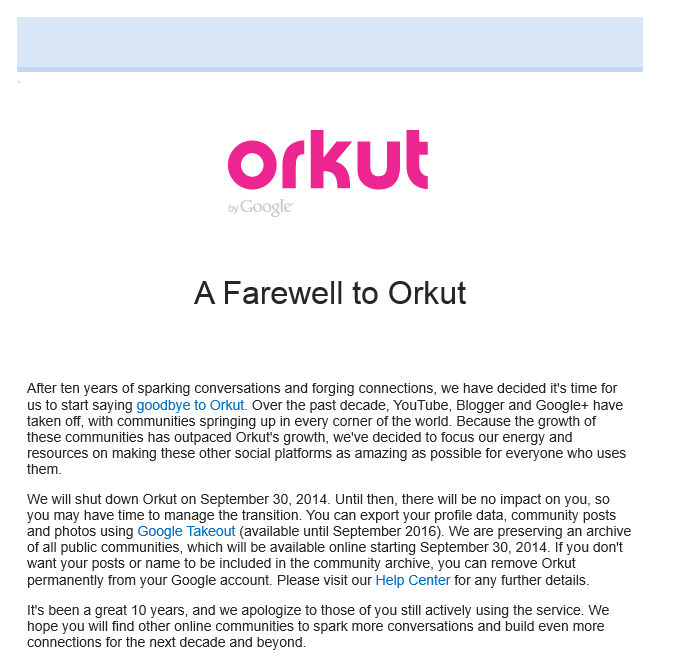 orkut
by Google
A Farewell to Orkut
After ten years of sparking conversations and forging connections, we have decided it's time for
us to start saying goodbye to Orkut. Over the past decade, YouTube, Blogger and Google+ have
taken off, with communities springing up in every corner of the world. Because the growth of
these communities has outpaced Orkut's growth, we've decided to focus our energy and
resources on making these other social platforms as amazing as possible for everyone who uses
them.
We will shut down Orkut on September 30, 2014. Until then, there will be no impact on you, so
you may have time to manage the transition. You can export your profile data, community posts
and photos using Google Takeout (available until September 2016). We are preserving an archive
of all public communities, which will be available online starting September 30, 2014. If you don't
want your posts or name to be included in the community archive, you can remove Orkut
permanently from your Google account. Please visit our Help Center for any further details.
It's been a great 10 years, and we apologize to those of you still actively using the service. We
hope you will find other online communities to spark more conversations and build even more
connections for the next decade and beyond.